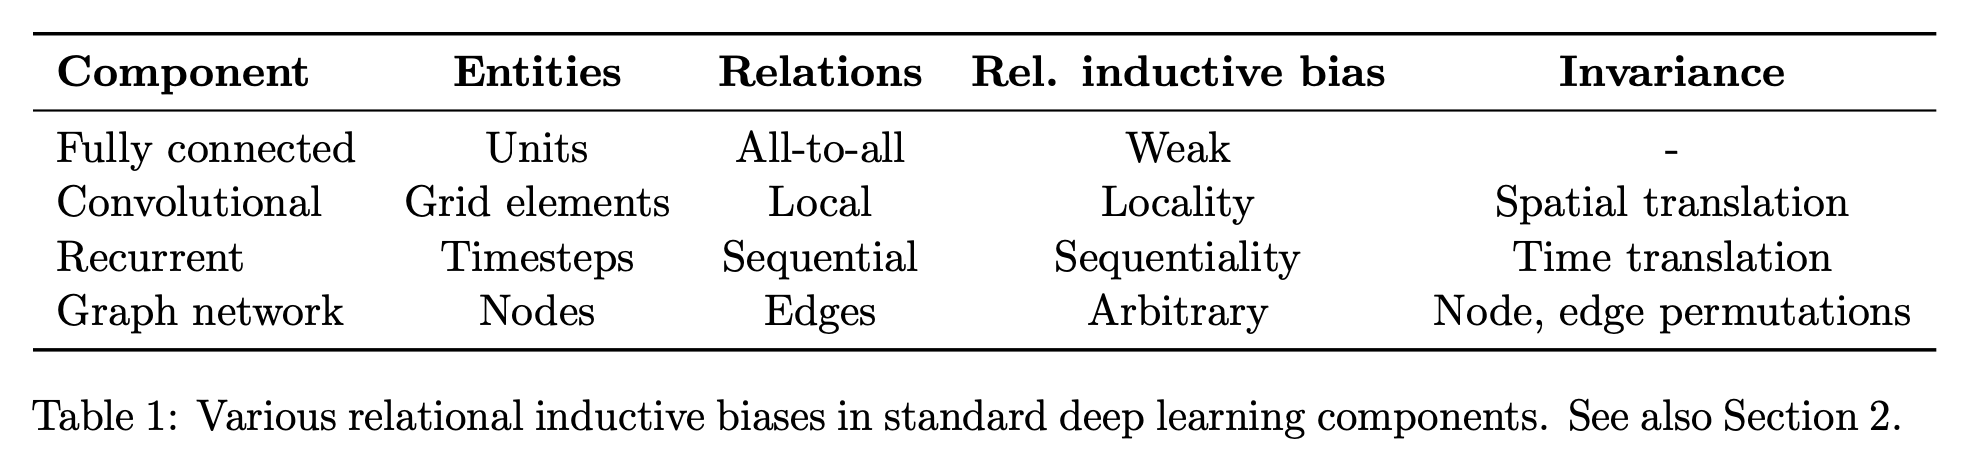 Component Entities Relations Rel. inductive bias Invariance
Fully connected Units All-to-all Weak -
Convolutional Grid elements Local Locality Spatial translation
Recurrent Timesteps Sequential Sequentiality Time translation
Graph network Nodes Edges Arbitrary Node, edge permutations
Table 1: Various relational inductive biases in standard deep learning components. See also Section 2.